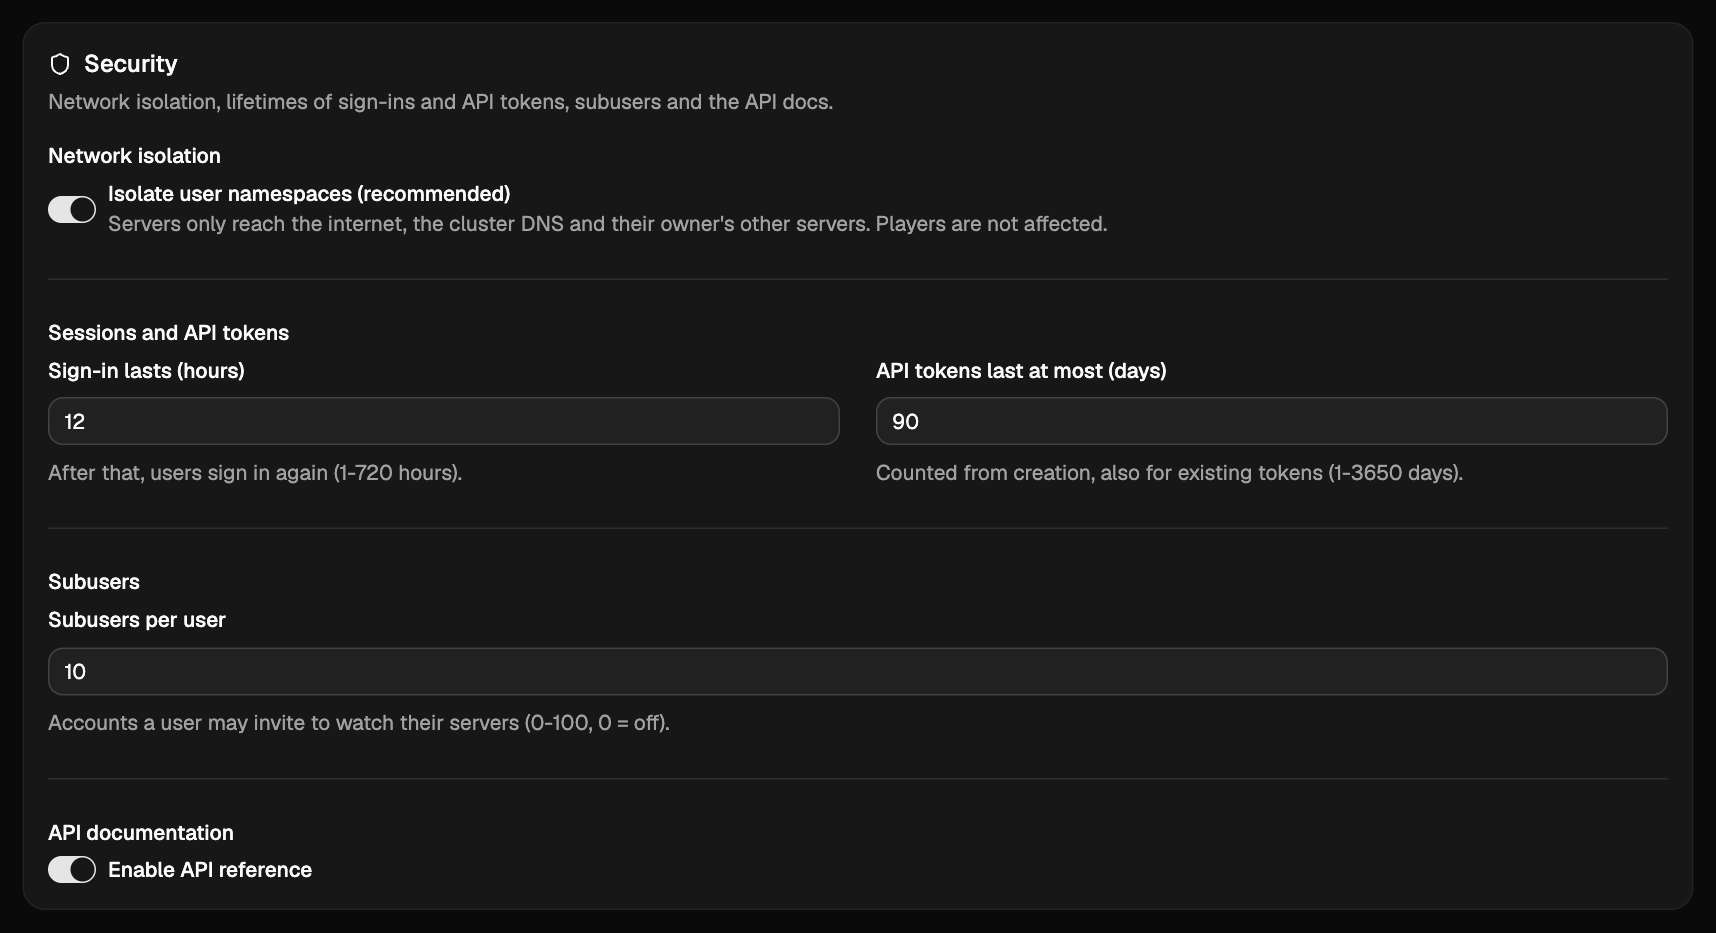 Security
Network isolation, lifetimes of sign-ins and API tokens, subusers and the API docs.
Network isolation
Isolate user namespaces (recommended)
Servers only reach the internet, the cluster DNS and their owner's other servers. Players are not affected.
Sessions and API tokens
Sign-in lasts (hours)
12
After that, users sign in again (1-720 hours).
API tokens last at most (days)
90
Counted from creation, also for existing tokens (1-3650 days).
Subusers
Subusers per user
10
Accounts a user may invite to watch their servers (0-100, 0 = off).
API documentation
Enable API reference